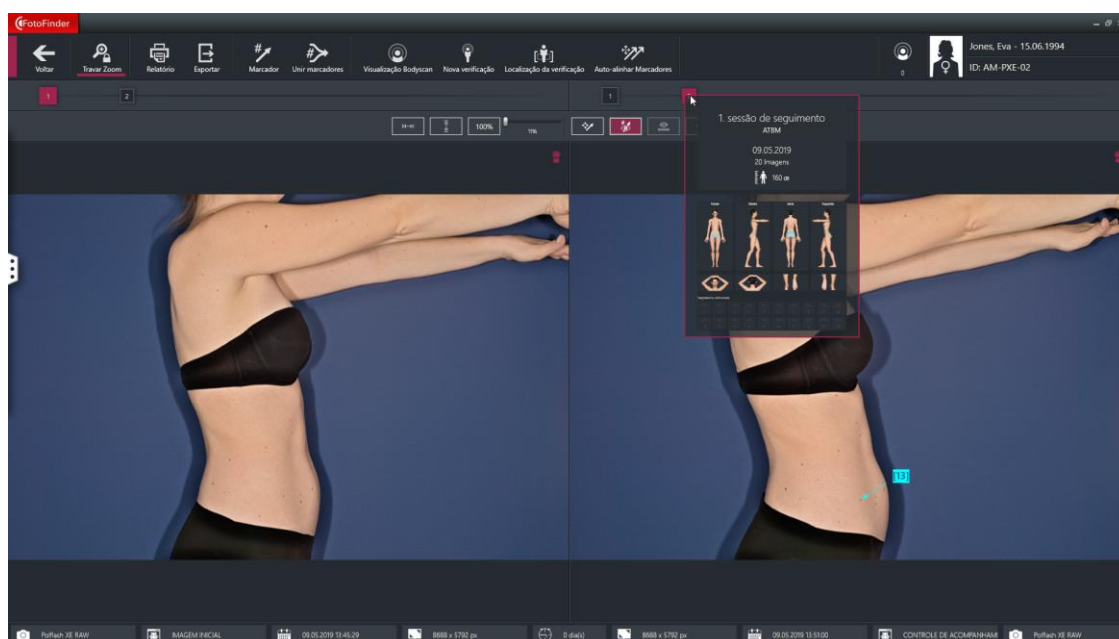 FotoFinder
Voltar
Travar Zoom
Relatório
Exportar
Marcador
Unir marcadores
Visualização Bodyscan
Nova verificação
Localização da verificação
Auto-alinhar Marcadores
0
Jones, Eva - 15.06.1994
ID: AM-PXE-02
1
2
1
100%
11%
1. sessão de seguimento
ATBM
09.05.2019
20 Imagens
160 cm
[13]
Polflash XE RAW
IMAGEM INICIAL
09.05.2019 13:45:29
8688 x 5792 px
0 dia(s)
8688 x 5792 px
09.05.2019 13:51:00
CONTROLE DE ACOMPANHAM
Polflash XE RAW